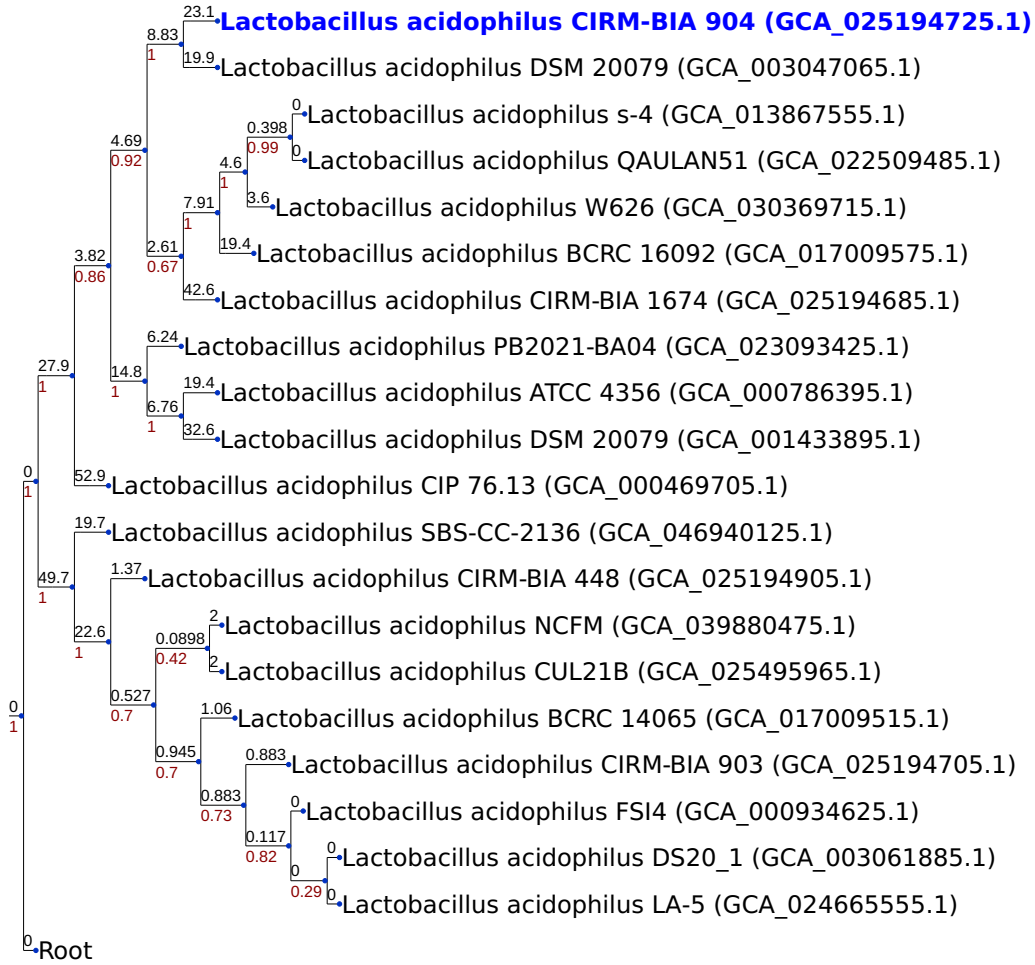 23.1
Lactobacillus acidophilus CIRM-BIA 904 (GCA_025194725.1)
8.83
1
19.9
Lactobacillus acidophilus DSM 20079 (GCA_003047065.1)
0
Lactobacillus acidophilus s-4 (GCA_013867555.1)
0.398
0.99
4.69
0.92
0
Lactobacillus acidophilus QAULAN51 (GCA_022509485.1)
4.6
1
3.6
Lactobacillus acidophilus W626 (GCA_030369715.1)
7.91
1
19.4
Lactobacillus acidophilus BCRC 16092 (GCA_017009575.1)
2.61
0.67
3.82
0.86
42.6
Lactobacillus acidophilus CIRM-BIA 1674 (GCA_025194685.1)
6.24
Lactobacillus acidophilus PB2021-BA04 (GCA_023093425.1)
27.9
1
14.8
1
19.4
Lactobacillus acidophilus ATCC 4356 (GCA_000786395.1)
6.76
1
32.6
Lactobacillus acidophilus DSM 20079 (GCA_001433895.1)
0
1
52.9
Lactobacillus acidophilus CIP 76.13 (GCA_000469705.1)
19.7
Lactobacillus acidophilus SBS-CC-2136 (GCA_046940125.1)
49.7
1
1.37
Lactobacillus acidophilus CIRM-BIA 448 (GCA_025194905.1)
2
Lactobacillus acidophilus NCFM (GCA_039880475.1)
22.6
1
0.0898
0.42
2
Lactobacillus acidophilus CUL21B (GCA_025495965.1)
0.527
0.7
0
1
1.06
Lactobacillus acidophilus BCRC 14065 (GCA_017009515.1)
0.945
0.7
0.883
Lactobacillus acidophilus CIRM-BIA 903 (GCA_025194705.1)
0.883
0.73
0
Lactobacillus acidophilus FSI4 (GCA_000934625.1)
0.117
0.82
0
Lactobacillus acidophilus DS20_1 (GCA_003061885.1)
0
0.29
0
Lactobacillus acidophilus LA-5 (GCA_024665555.1)
0
Root